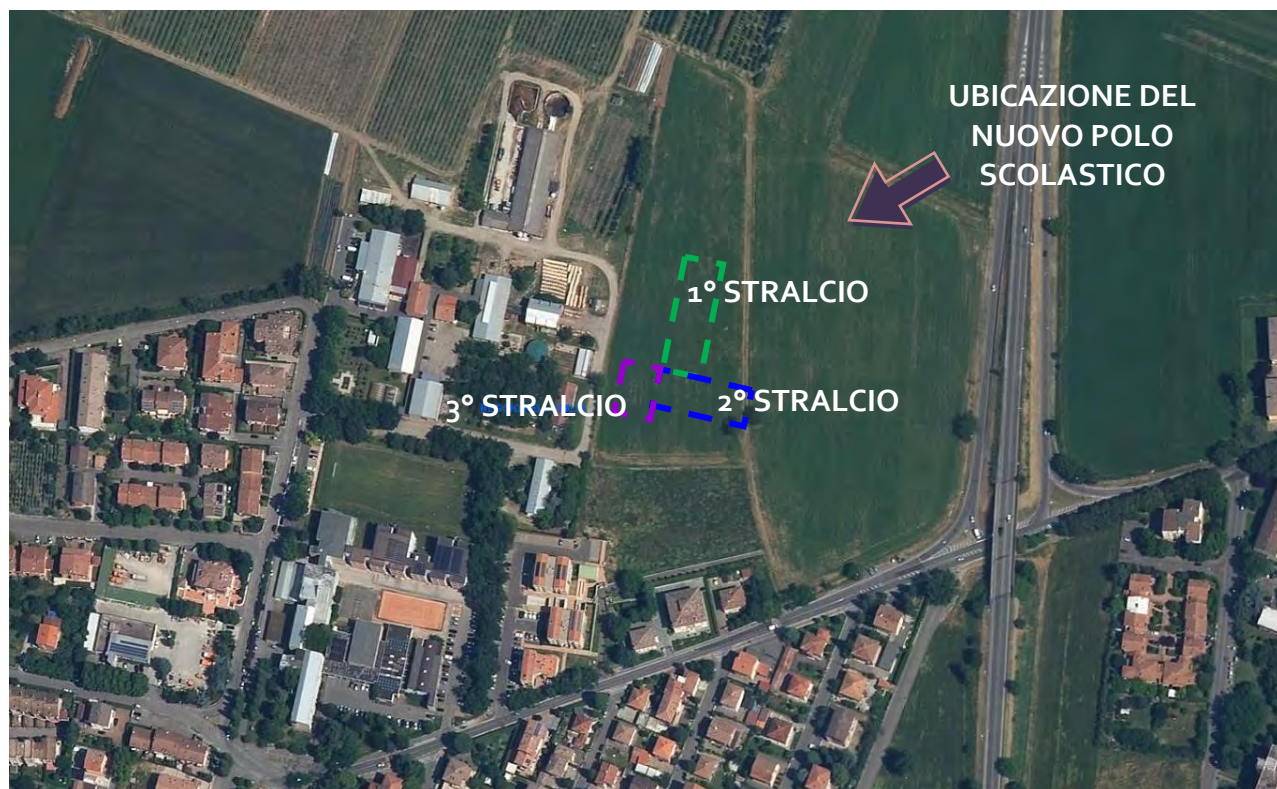 UBICAZIONE DEL
NUOVO POLO
SCOLASTICO
1° STRALCIO
2° STRALCIO
3° STRALCIO